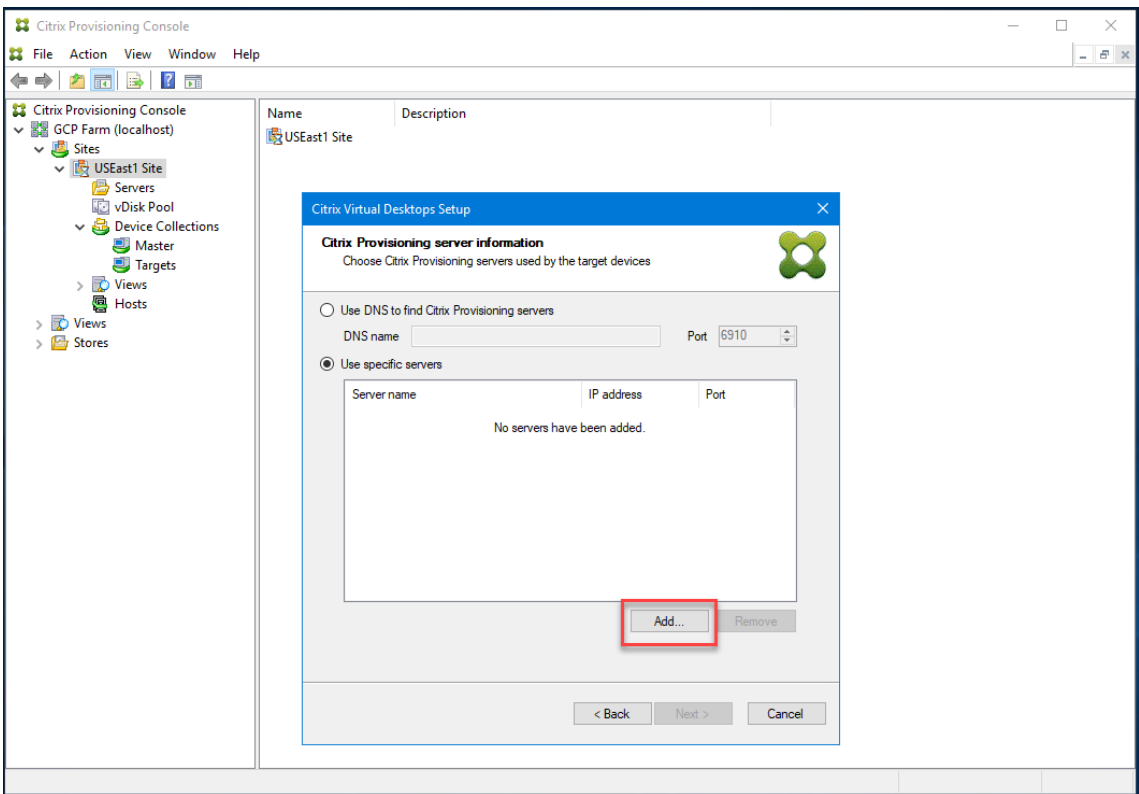 Citrix Provisioning Console
File Action View Window Help
Citrix Provisioning Console
GCP Farm (localhost)
Sites
USEast1 Site
Servers
vDisk Pool
Device Collections
Master
Targets
Views
Hosts
Views
Stores
Name Description
USEast1 Site
Citrix Virtual Desktops Setup
Citrix Provisioning server information
Choose Citrix Provisioning servers used by the target devices
Use DNS to find Citrix Provisioning servers
DNS name Port 6910
Use specific servers
Server name IP address Port
No servers have been added.
Add... Remove
< Back Next > Cancel